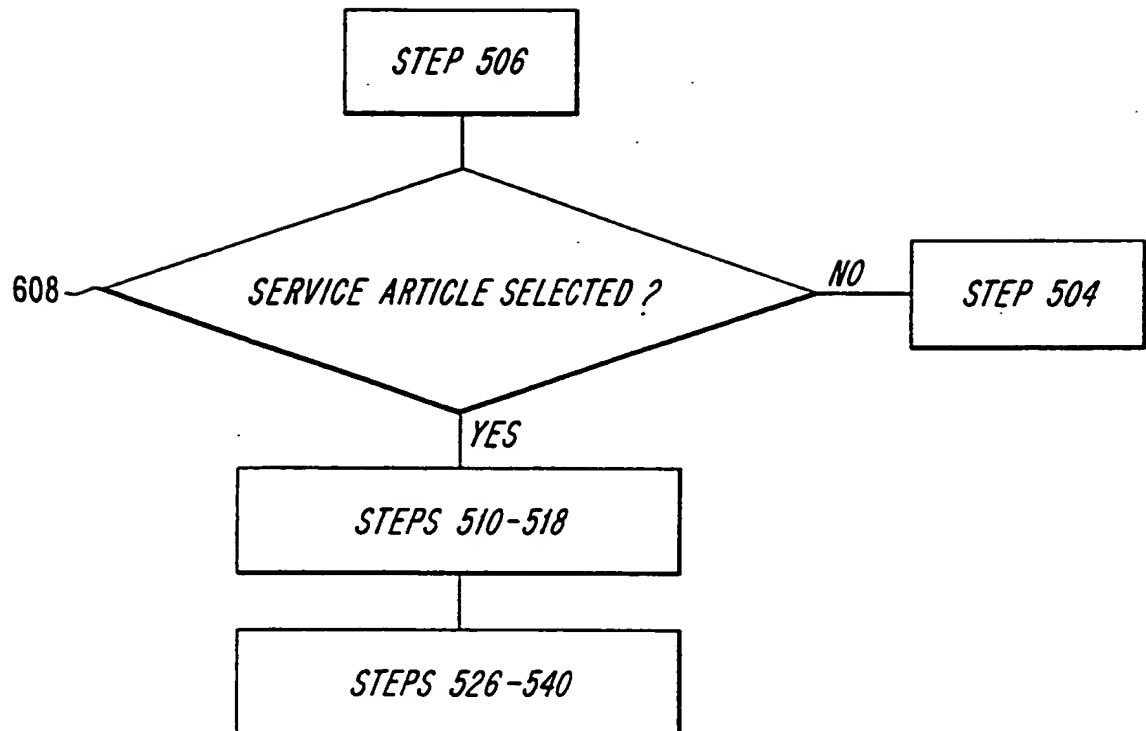 STEP 506
608
SERVICE ARTICLE SELECTED ?
NO
STEP 504
YES
STEPS 510-518
STEPS 526-540